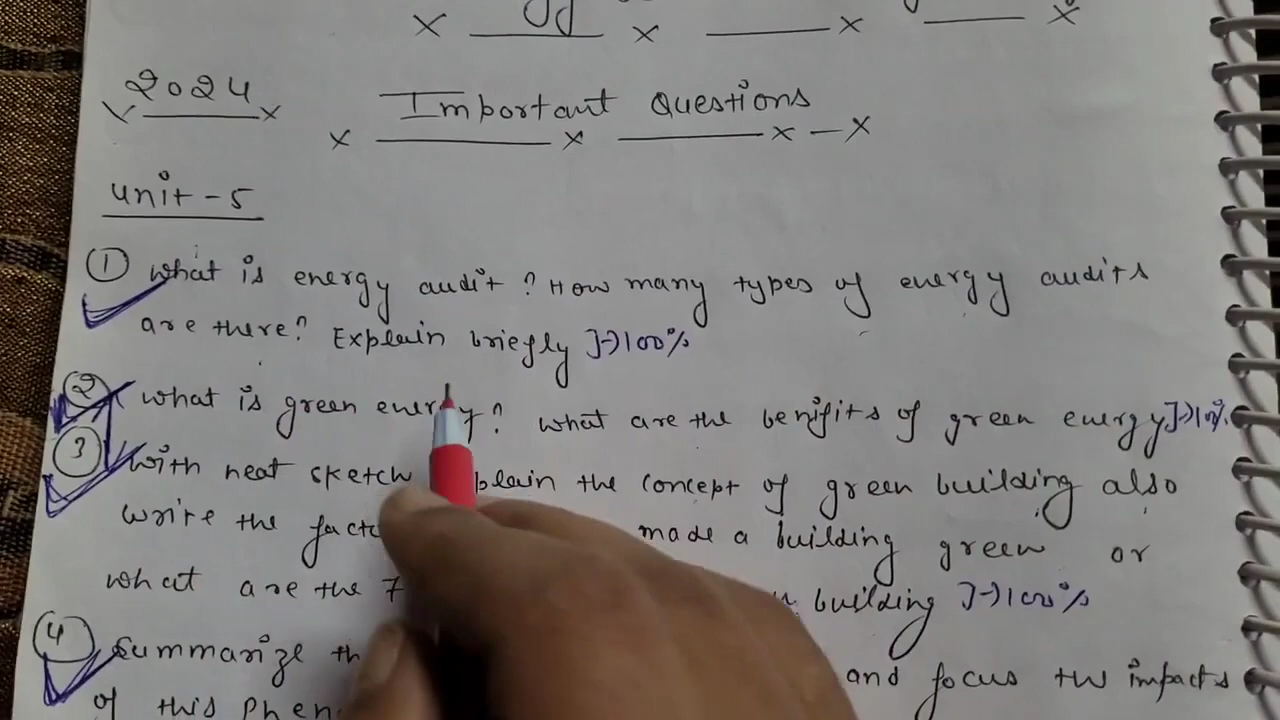 2024
Important Questions
Unit-5
① What is energy audit? How many types of energy audits
are there? Explain briefly ]→100%
② What is green energy? What are the benifits of green energy]→
③ With neat sketch the concept of green building also
write the made a building green or
what are the 7 building ]→100%
④ Summarize and focus the impacts
of this